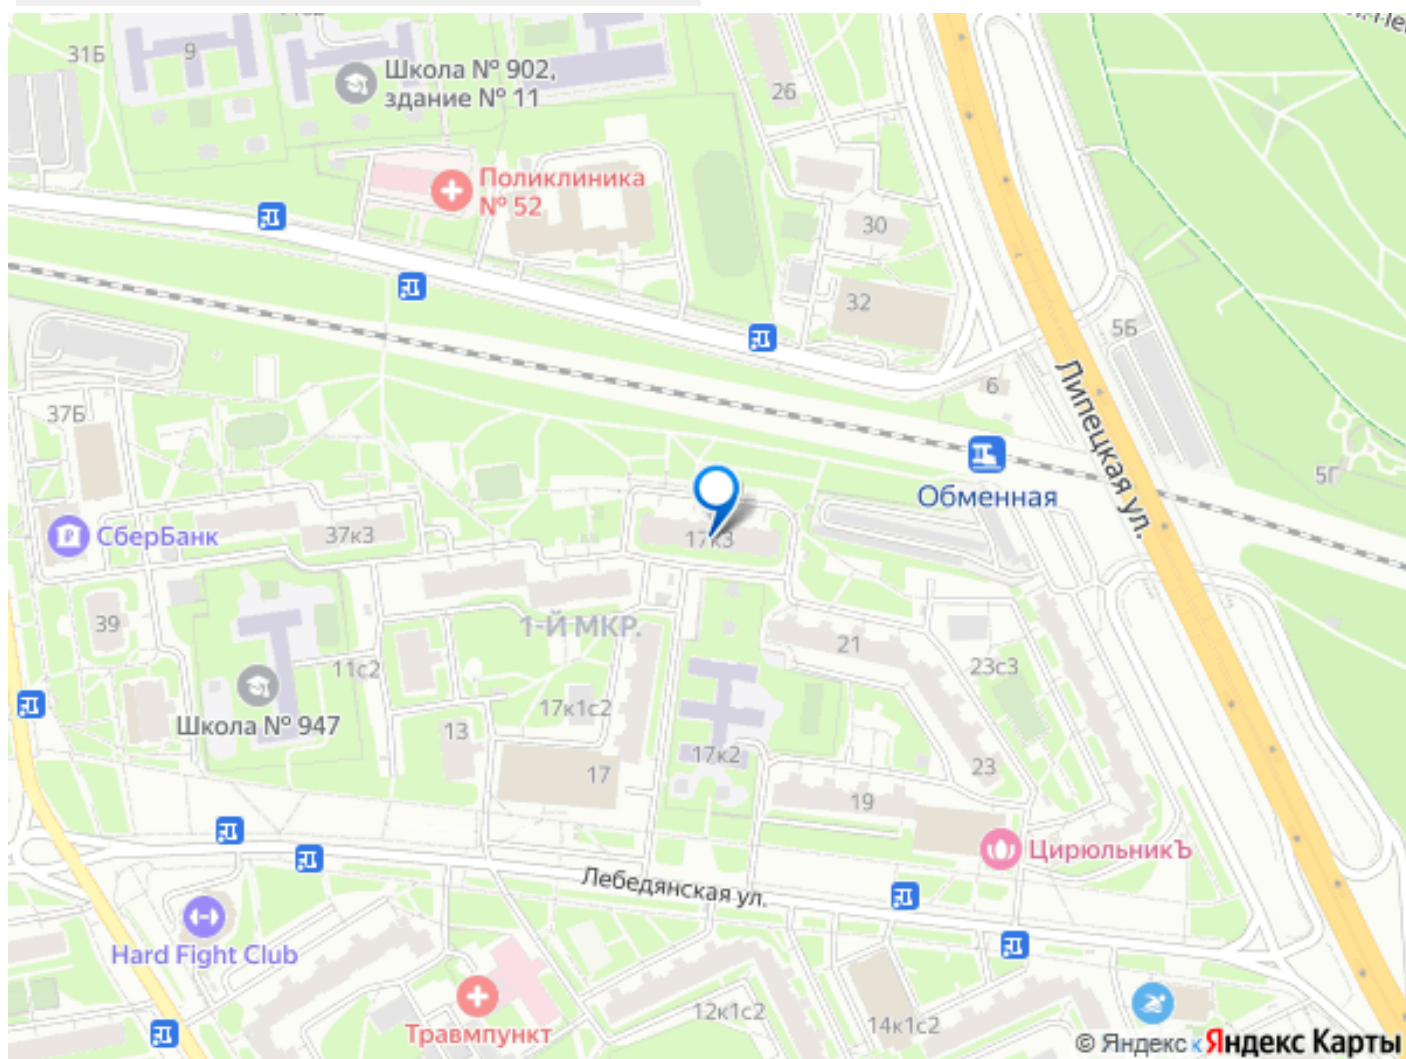 31Б
9
Школа № 902,
здание № 11
26
Поликлиника
№ 52
30
32
5Б
6
Липецкая ул.
37Б
5Г
Обменная
СберБанк
37к3
17к3
39
1-Й МКР.
21
23с3
11с2
Школа № 947
17к1с2
13
17к2
17
23
19
ЦирюльникЪ
Лебедянская ул.
Hard Fight Club
Травмпункт
12к1с2
14к1с2
© Яндекс
Яндекс Карты